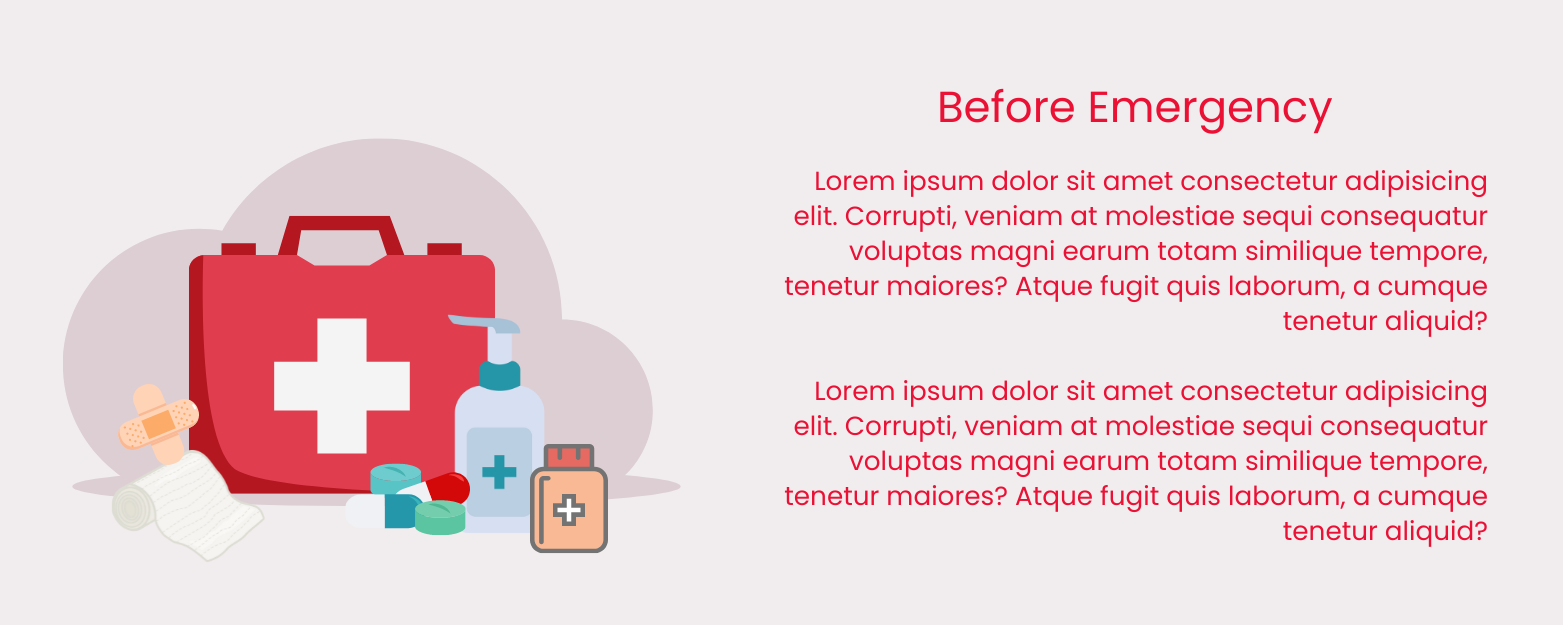 Before Emergency
Lorem ipsum dolor sit amet consectetur adipisicing
elit. Corrupti, veniam at molestiae sequi consequatur
voluptas magni earum totam similique tempore,
tenetur maiores? Atque fugit quis laborum, a cumque
tenetur aliquid?
Lorem ipsum dolor sit amet consectetur adipisicing
elit. Corrupti, veniam at molestiae sequi consequatur
voluptas magni earum totam similique tempore,
tenetur maiores? Atque fugit quis laborum, a cumque
tenetur aliquid?